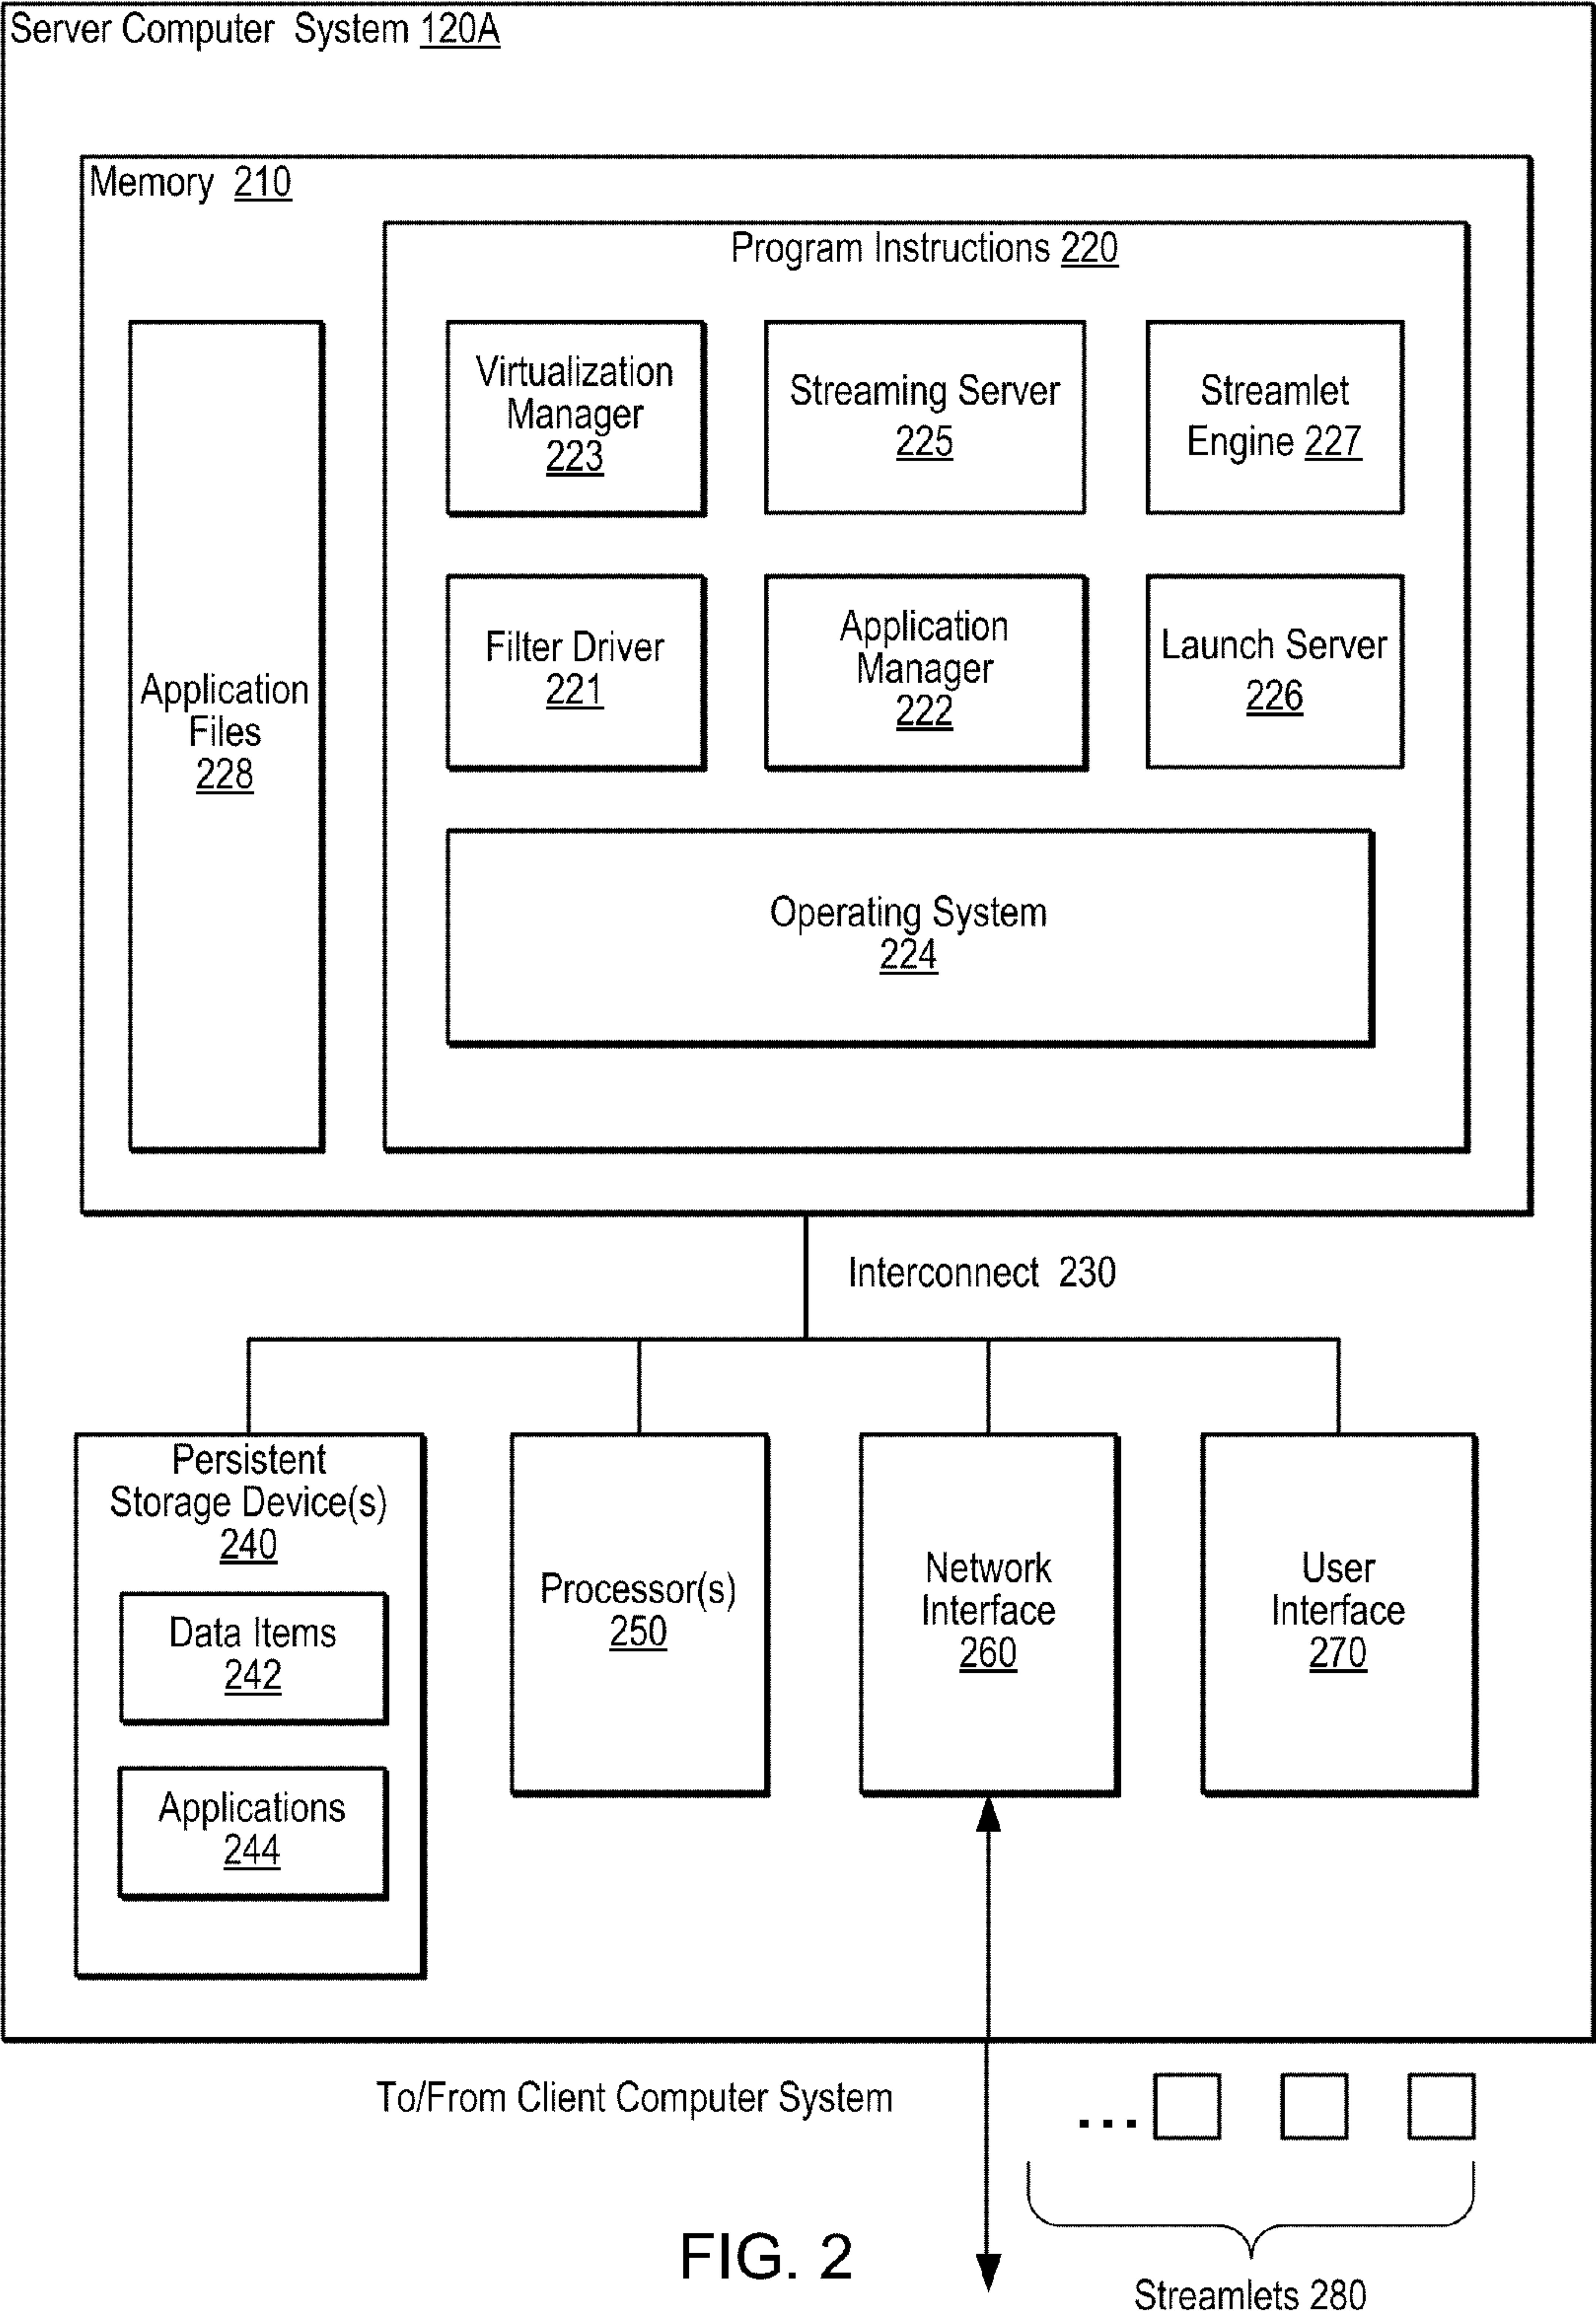 Server Computer System 120A
Memory 210
Program Instructions 220
Application
Files
228
Virtualization
Manager
223
Streaming Server
225
Streamlet
Engine 227
Filter Driver
221
Application
Manager
222
Launch Server
226
Operating System
224
Interconnect 230
Persistent
Storage Device(s)
240
Data Items
242
Applications
244
Processor(s)
250
Network
Interface
260
User
Interface
270
To/From Client Computer System
...
Streamlets 280
FIG. 2